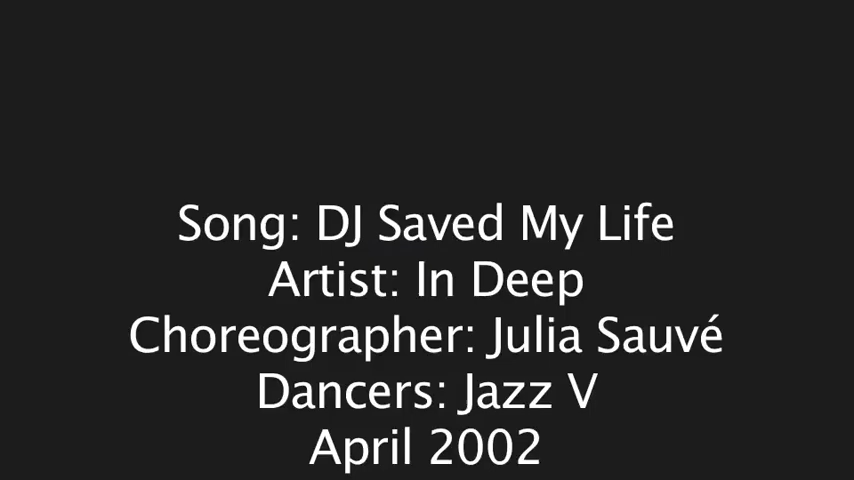 Song: DJ Saved My Life
Artist: In Deep
Choreographer: Julia Sauvé
Dancers: Jazz V
April 2002